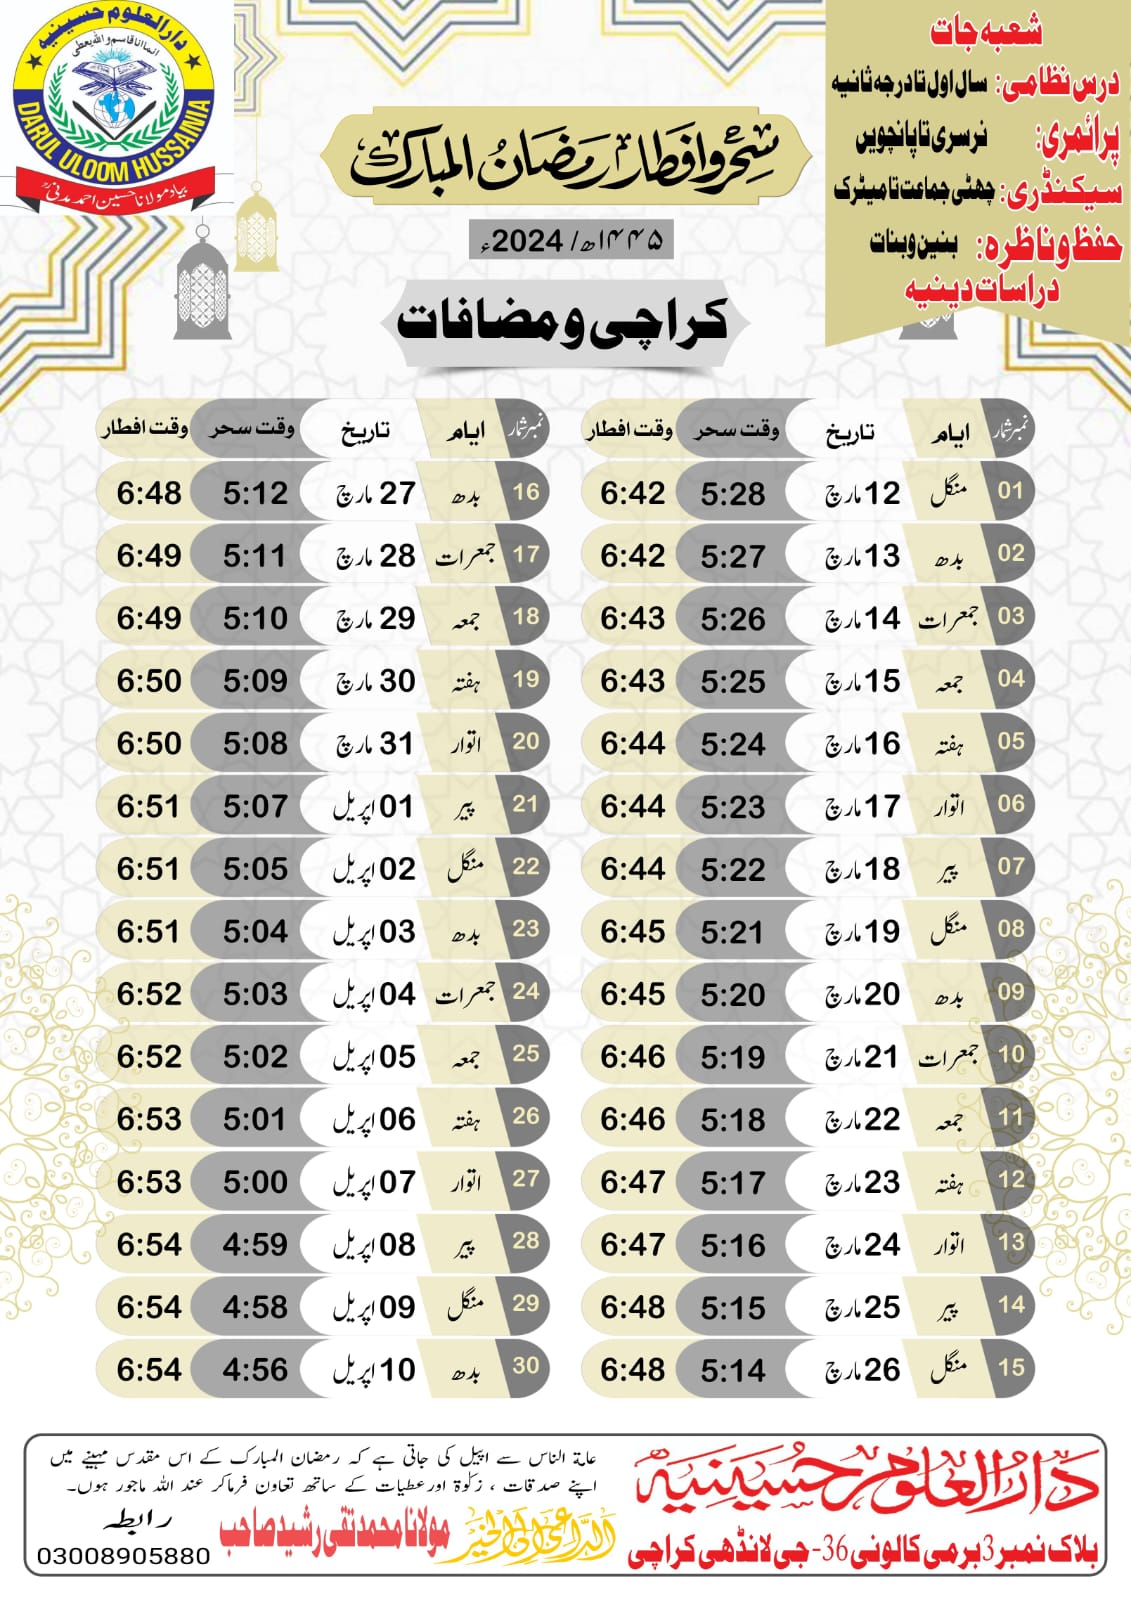 دارالعلوم حسینیہ
انما انا قاسم و الله یعطی
DARUL ULOOM HUSSAINIA
بیاد مولانا حسین احمد مدنیؒ
شعبہ جات
درس نظامی: سال اول تا درجہ ثانیہ
پرائمری: نرسری تا پانچویں
سیکنڈری: چھٹی جماعت تا میٹرک
حفظ و ناظرہ: بنین و بنات
دراسات دینیہ
سحر و افطار رمضان المبارک
۱۴۴۵ھ/ 2024ء
کراچی و مضافات
نمبر شمار ایام تاریخ وقت سحر وقت افطار
01 منگل 12 مارچ 5:28 6:42
02 بدھ 13 مارچ 5:27 6:42
03 جمعرات 14 مارچ 5:26 6:43
04 جمعہ 15 مارچ 5:25 6:43
05 ہفتہ 16 مارچ 5:24 6:44
06 اتوار 17 مارچ 5:23 6:44
07 پیر 18 مارچ 5:22 6:44
08 منگل 19 مارچ 5:21 6:45
09 بدھ 20 مارچ 5:20 6:45
10 جمعرات 21 مارچ 5:19 6:46
11 جمعہ 22 مارچ 5:18 6:46
12 ہفتہ 23 مارچ 5:17 6:47
13 اتوار 24 مارچ 5:16 6:47
14 پیر 25 مارچ 5:15 6:48
15 منگل 26 مارچ 5:14 6:48
نمبر شمار ایام تاریخ وقت سحر وقت افطار
16 بدھ 27 مارچ 5:12 6:48
17 جمعرات 28 مارچ 5:11 6:49
18 جمعہ 29 مارچ 5:10 6:49
19 ہفتہ 30 مارچ 5:09 6:50
20 اتوار 31 مارچ 5:08 6:50
21 پیر 01 اپریل 5:07 6:51
22 منگل 02 اپریل 5:05 6:51
23 بدھ 03 اپریل 5:04 6:51
24 جمعرات 04 اپریل 5:03 6:52
25 جمعہ 05 اپریل 5:02 6:52
26 ہفتہ 06 اپریل 5:01 6:53
27 اتوار 07 اپریل 5:00 6:53
28 پیر 08 اپریل 4:59 6:54
29 منگل 09 اپریل 4:58 6:54
30 بدھ 10 اپریل 4:56 6:54
دارالعلوم حسینیہ
بلاک نمبر 3 برمی کالونی 36-جی لانڈھی کراچی
عامۃ الناس سے اپیل کی جاتی ہے کہ رمضان المبارک کے اس مقدس مہینے میں
اپنے صدقات ، زکوٰۃ اور عطیات کے ساتھ تعاون فرماکر عند اللہ ماجور ہوں۔
الداعی الی الخیر مولانا محمد تقی رشید صاحب
رابطہ
03008905880